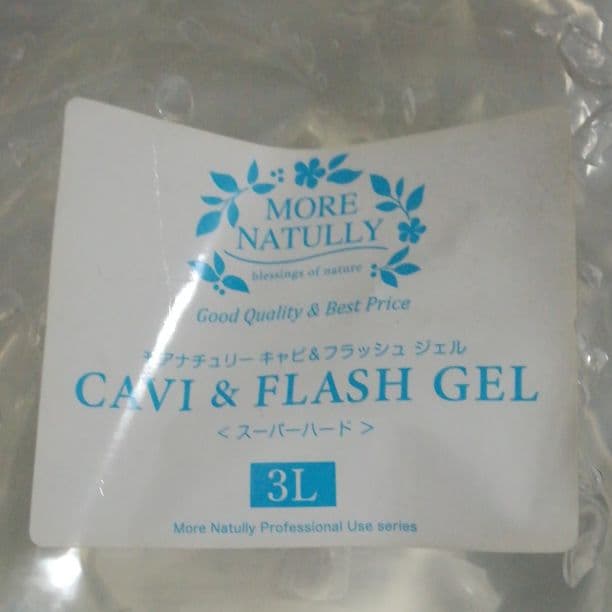 MORE
NATULLY
blessings of nature
Good Quality & Best Price
モアナチュリー キャビ&フラッシュ ジェル
CAVI & FLASH GEL
<スーパーハード>
3L
More Natully Professional Use series